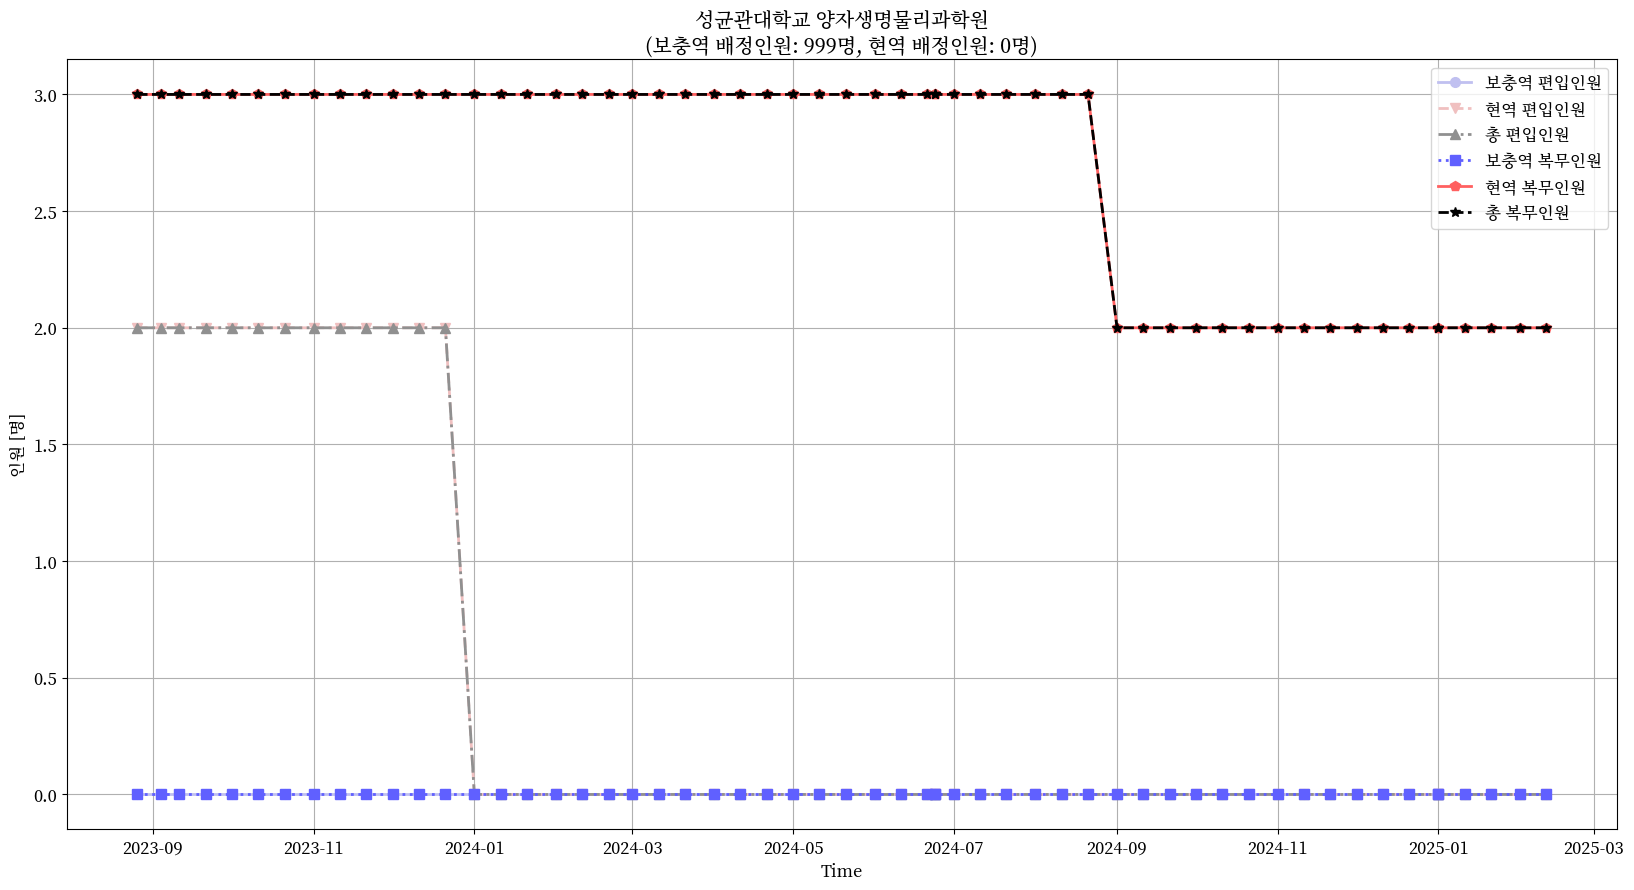 성균관대학교 양자생명물리과학원
(보충역 배정인원: 999명, 현역 배정인원: 0명)
보충역 편입인원
현역 편입인원
총 편입인원
보충역 복무인원
현역 복무인원
총 복무인원
인원 [명]
3.0
2.5
2.0
1.5
1.0
0.5
0.0
2023-09 2023-11 2024-01 2024-03 2024-05 2024-07 2024-09 2024-11 2025-01 2025-03
Time